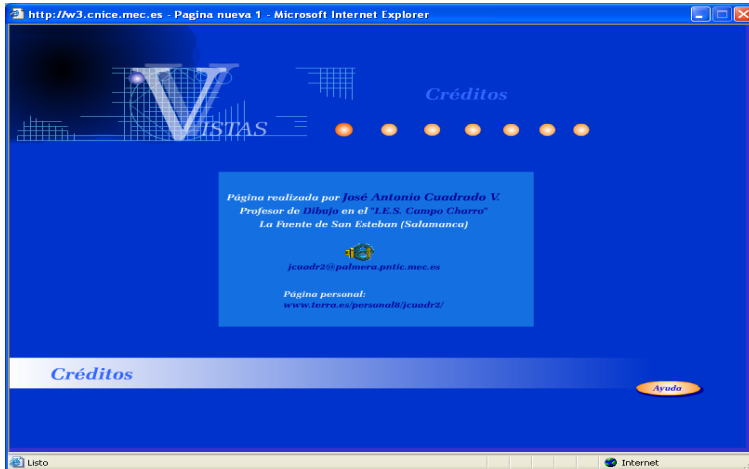 http://w3.cnice.mec.es - Pagina nueva 1 - Microsoft Internet Explorer
Créditos
VISTAS
Página realizada por José Antonio Cuadrado V.
Profesor de Dibujo en el "I.E.S. Campo Charro"
La Fuente de San Esteban (Salamanca)
jcuadr2@palmera.pntic.mec.es
Página personal:
www.terra.es/personal8/jcuadr2/
Créditos
Ayuda
Listo
Internet